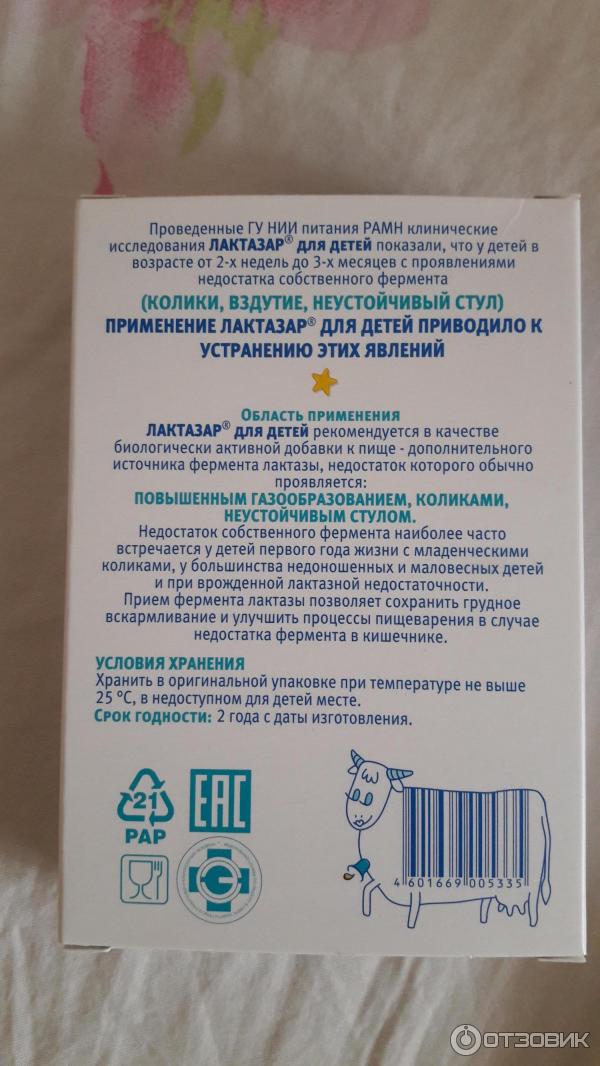 Проведенные ГУ НИИ питания РАМН клинические
исследования ЛАКТАЗАР® ДЛЯ ДЕТЕЙ показали, что у детей в
возрасте от 2-х недель до 3-х месяцев с проявлениями
недостатка собственного фермента
(КОЛИКИ, ВЗДУТИЕ, НЕУСТОЙЧИВЫЙ СТУЛ)
ПРИМЕНЕНИЕ ЛАКТАЗАР® ДЛЯ ДЕТЕЙ ПРИВОДИЛО К
УСТРАНЕНИЮ ЭТИХ ЯВЛЕНИЙ
ОБЛАСТЬ ПРИМЕНЕНИЯ
ЛАКТАЗАР® ДЛЯ ДЕТЕЙ рекомендуется в качестве
биологически активной добавки к пище - дополнительного
источника фермента лактазы, недостаток которого обычно
проявляется:
ПОВЫШЕННЫМ ГАЗООБРАЗОВАНИЕМ, КОЛИКАМИ,
НЕУСТОЙЧИВЫМ СТУЛОМ.
Недостаток собственного фермента наиболее часто
встречается у детей первого года жизни с младенческими
коликами, у большинства недоношенных и маловесных детей
и при врожденной лактазной недостаточности.
Прием фермента лактазы позволяет сохранить грудное
вскармливание и улучшить процессы пищеварения в случае
недостатка фермента в кишечнике.
УСЛОВИЯ ХРАНЕНИЯ
Хранить в оригинальной упаковке при температуре не выше
25 °С, в недоступном для детей месте.
СРОК ГОДНОСТИ: 2 года с даты изготовления.
21
PAP
EAC
4 601669 005335
ОТЗОВИК